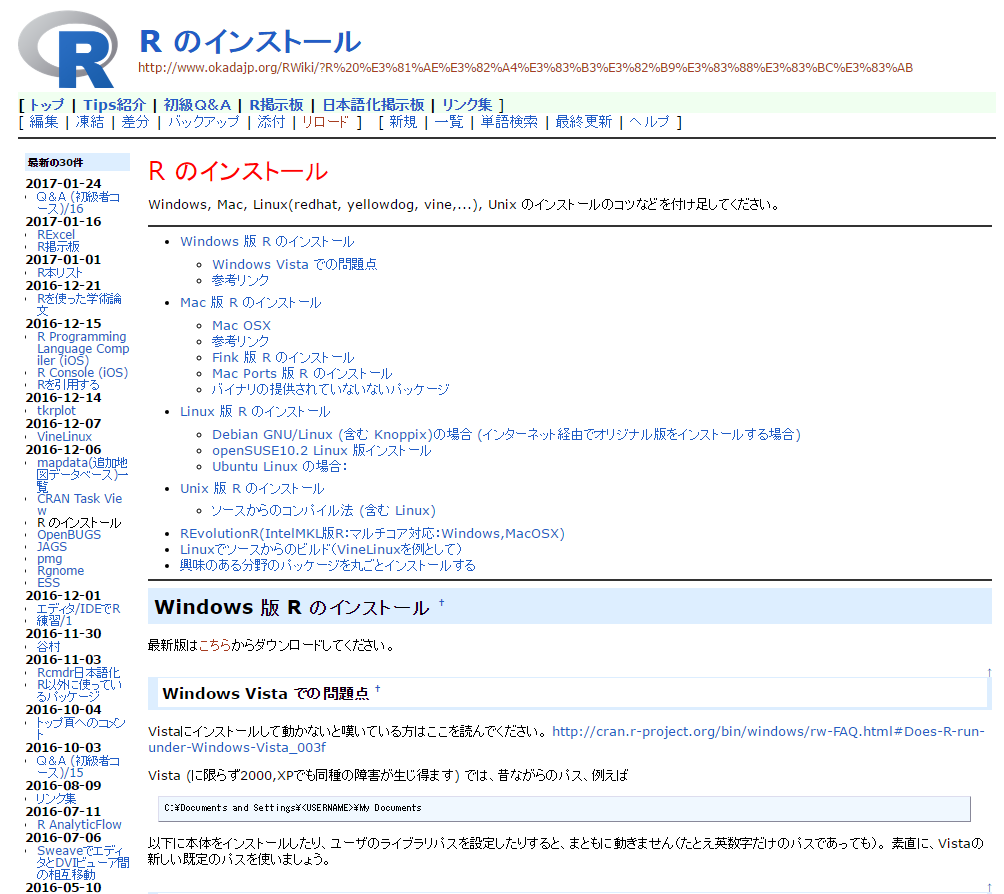 R のインストール
http://www.okadajp.org/RWiki/?R%20%E3%81%AE%E3%82%A4%E3%83%B3%E3%82%B9%E3%83%88%E3%83%BC%E3%83%AB
[ トップ | Tips紹介 | 初級Q&A | R掲示板 | 日本語化掲示板 | リンク集 ]
[ 編集 | 凍結 | 差分 | バックアップ | 添付 | リロード ] [ 新規 | 一覧 | 単語検索 | 最終更新 | ヘルプ ]
最新の30件
2017-01-24
Q&A (初級者コ
ース)/16
2017-01-16
RExcel
R掲示板
2017-01-01
R本リスト
2016-12-21
Rを使った学術論
文
2016-12-15
R Programming
Language Comp
iler (iOS)
R Console (iOS)
Rを引用する
2016-12-14
tkrplot
2016-12-07
VineLinux
2016-12-06
mapdata(追加地
図データベース)一
覧
CRAN Task Vie
w
R のインストール
OpenBUGS
JAGS
pmg
Rgnome
ESS
2016-12-01
エディタ/IDEでR
練習/1
2016-11-30
谷村
2016-11-03
Rcmdr日本語化
R以外に使ってい
るパッケージ
2016-10-04
トップ頁へのコメン
ト
2016-10-03
Q&A (初級者コ
ース)/15
2016-08-09
リンク集
2016-07-11
R AnalyticFlow
2016-07-06
Sweaveでエディ
タとDVIビューア間
の相互移動
2016-05-10
R のインストール
Windows, Mac, Linux(redhat, yellowdog, vine,...), Unix のインストールのコツなどを付け足してください。
Windows 版 R のインストール
Windows Vista での問題点
参考リンク
Mac 版 R のインストール
Mac OSX
参考リンク
Fink 版 R のインストール
Mac Ports 版 R のインストール
バイナリの提供されていないないパッケージ
Linux 版 R のインストール
Debian GNU/Linux (含む Knoppix)の場合 (インターネット経由でオリジナル版をインストールする場合)
openSUSE10.2 Linux 版インストール
Ubuntu Linux の場合:
Unix 版 R のインストール
ソースからのコンパイル法 (含む Linux)
REvolutionR(IntelMKL版R:マルチコア対応:Windows,MacOSX)
Linuxでソースからのビルド(VineLinuxを例として)
興味のある分野のパッケージを丸ごとインストールする
Windows 版 R のインストール †
最新版はこちらからダウンロードしてください。
↑
Windows Vista での問題点 †
Vistaにインストールして動かないと嘆いている方はここを読んでください。 http://cran.r-project.org/bin/windows/rw-FAQ.html#Does-R-run-
under-Windows-Vista_003f
Vista (に限らず2000,XPでも同種の障害が生じ得ます) では、昔ながらのパス、例えば
C:¥Documents and Settings¥<USERNAME>¥My Documents
以下に本体をインストールしたり、ユーザのライブラリパスを設定したりすると、まともに動きません(たとえ英数字だけのパスであっても)。 素直に、Vistaの
新しい既定のパスを使いましょう。
↑